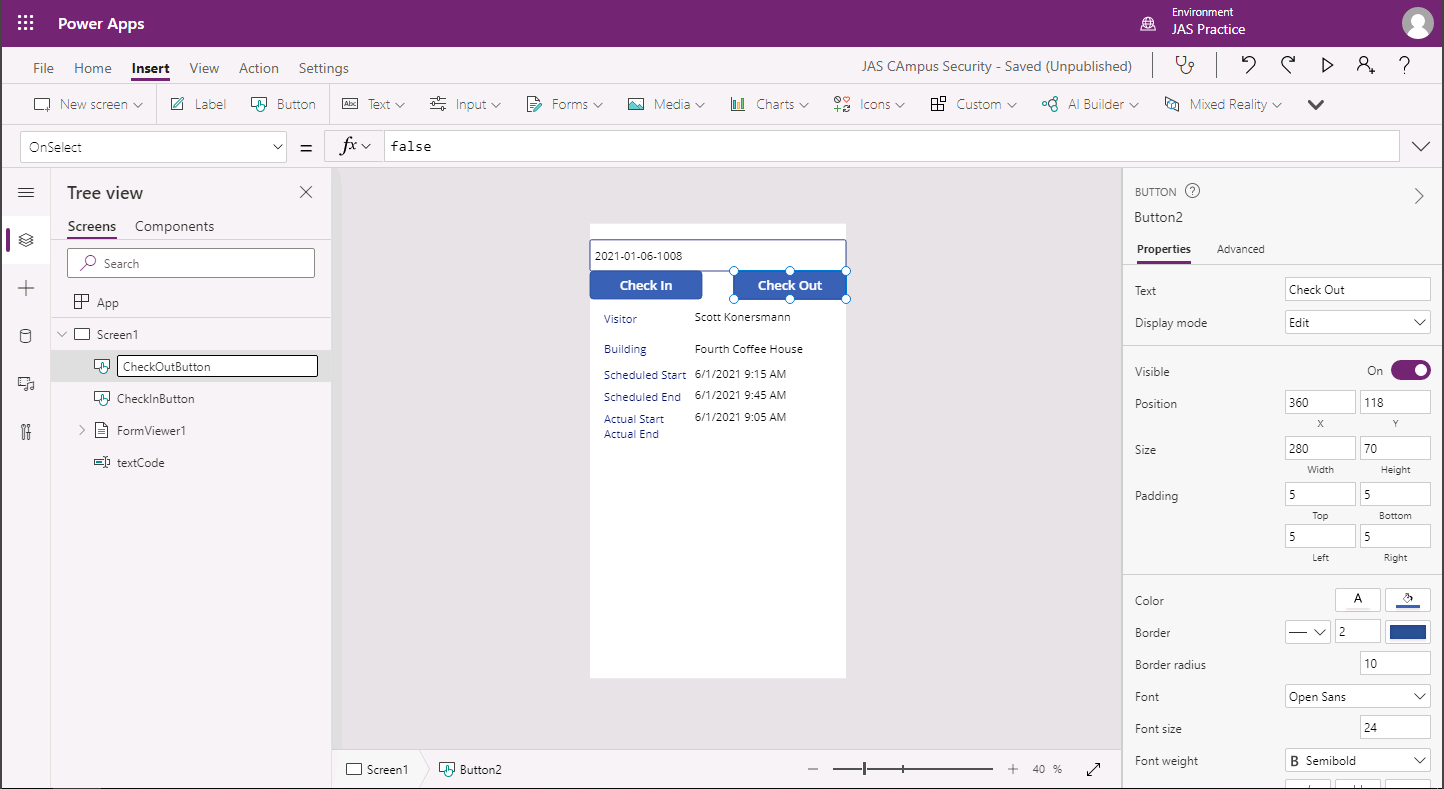 Power Apps
Environment
JAS Practice
File Home Insert View Action Settings
JAS CAmpus Security - Saved (Unpublished)
New screen Label Button Text Input Forms Media Charts Icons Custom AI Builder Mixed Reality
OnSelect = fx false
Tree view
Screens Components
Search
App
Screen1
CheckOutButton
CheckInButton
FormViewer1
textCode
2021-01-06-1008
Check In Check Out
Visitor Scott Konersmann
Building Fourth Coffee House
Scheduled Start 6/1/2021 9:15 AM
Scheduled End 6/1/2021 9:45 AM
Actual Start 6/1/2021 9:05 AM
Actual End
Screen1 Button2
40 %
BUTTON ?
Button2
Properties Advanced
Text Check Out
Display mode Edit
Visible On
Position 360 118
X Y
Size 280 70
Width Height
Padding 5 5
Top Bottom
5 5
Left Right
Color A
Border 2
Border radius 10
Font Open Sans
Font size 24
Font weight B Semibold